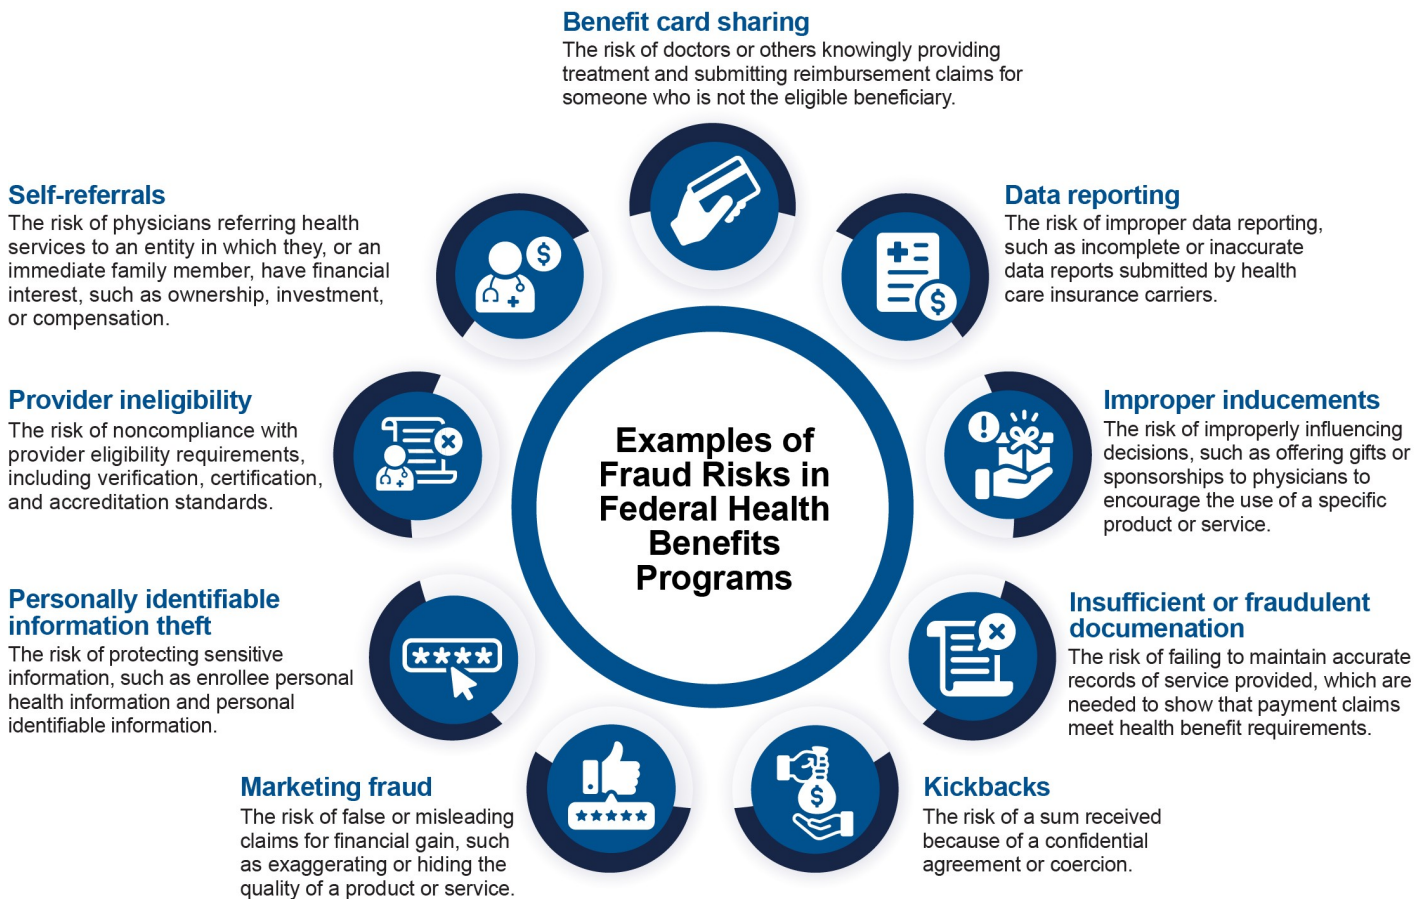 Benefit card sharing
The risk of doctors or others knowingly providing
treatment and submitting reimbursement claims for
someone who is not the eligible beneficiary.
Data reporting
The risk of improper data reporting,
such as incomplete or inaccurate
data reports submitted by health
care insurance carriers.
Improper inducements
The risk of improperly influencing
decisions, such as offering gifts or
sponsorships to physicians to
encourage the use of a specific
product or service.
Insufficient or fraudulent
documenation
The risk of failing to maintain accurate
records of service provided, which are
needed to show that payment claims
meet health benefit requirements.
Kickbacks
The risk of a sum received
because of a confidential
agreement or coercion.
Marketing fraud
The risk of false or misleading
claims for financial gain, such
as exaggerating or hiding the
quality of a product or service.
Personally identifiable
information theft
The risk of protecting sensitive
information, such as enrollee personal
health information and personal
identifiable information.
Provider ineligibility
The risk of noncompliance with
provider eligibility requirements,
including verification, certification,
and accreditation standards.
Self-referrals
The risk of physicians referring health
services to an entity in which they, or an
immediate family member, have financial
interest, such as ownership, investment,
or compensation.
Examples of
Fraud Risks in
Federal Health
Benefits
Programs